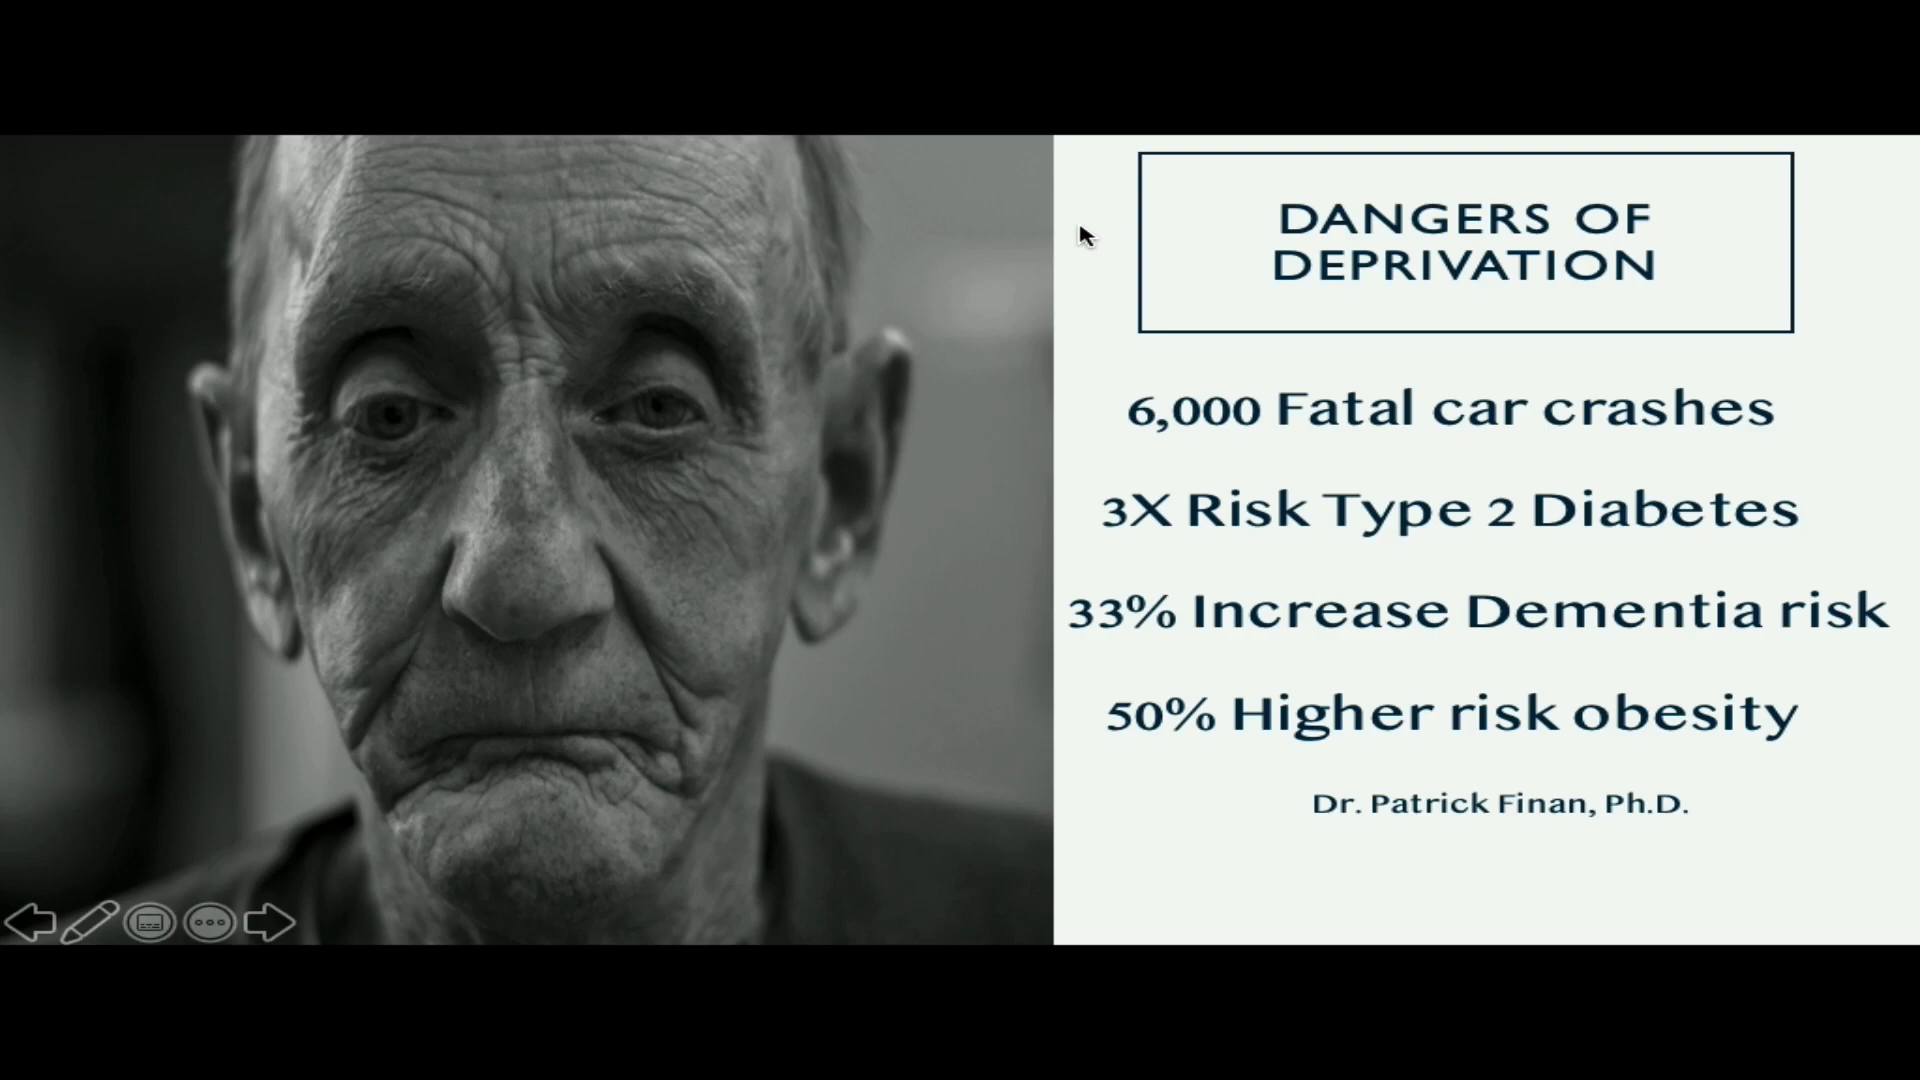 DANGERS OF
DEPRIVATION
6,000 Fatal car crashes
3X Risk Type 2 Diabetes
33% Increase Dementia risk
50% Higher risk obesity
Dr. Patrick Finan, Ph.D.